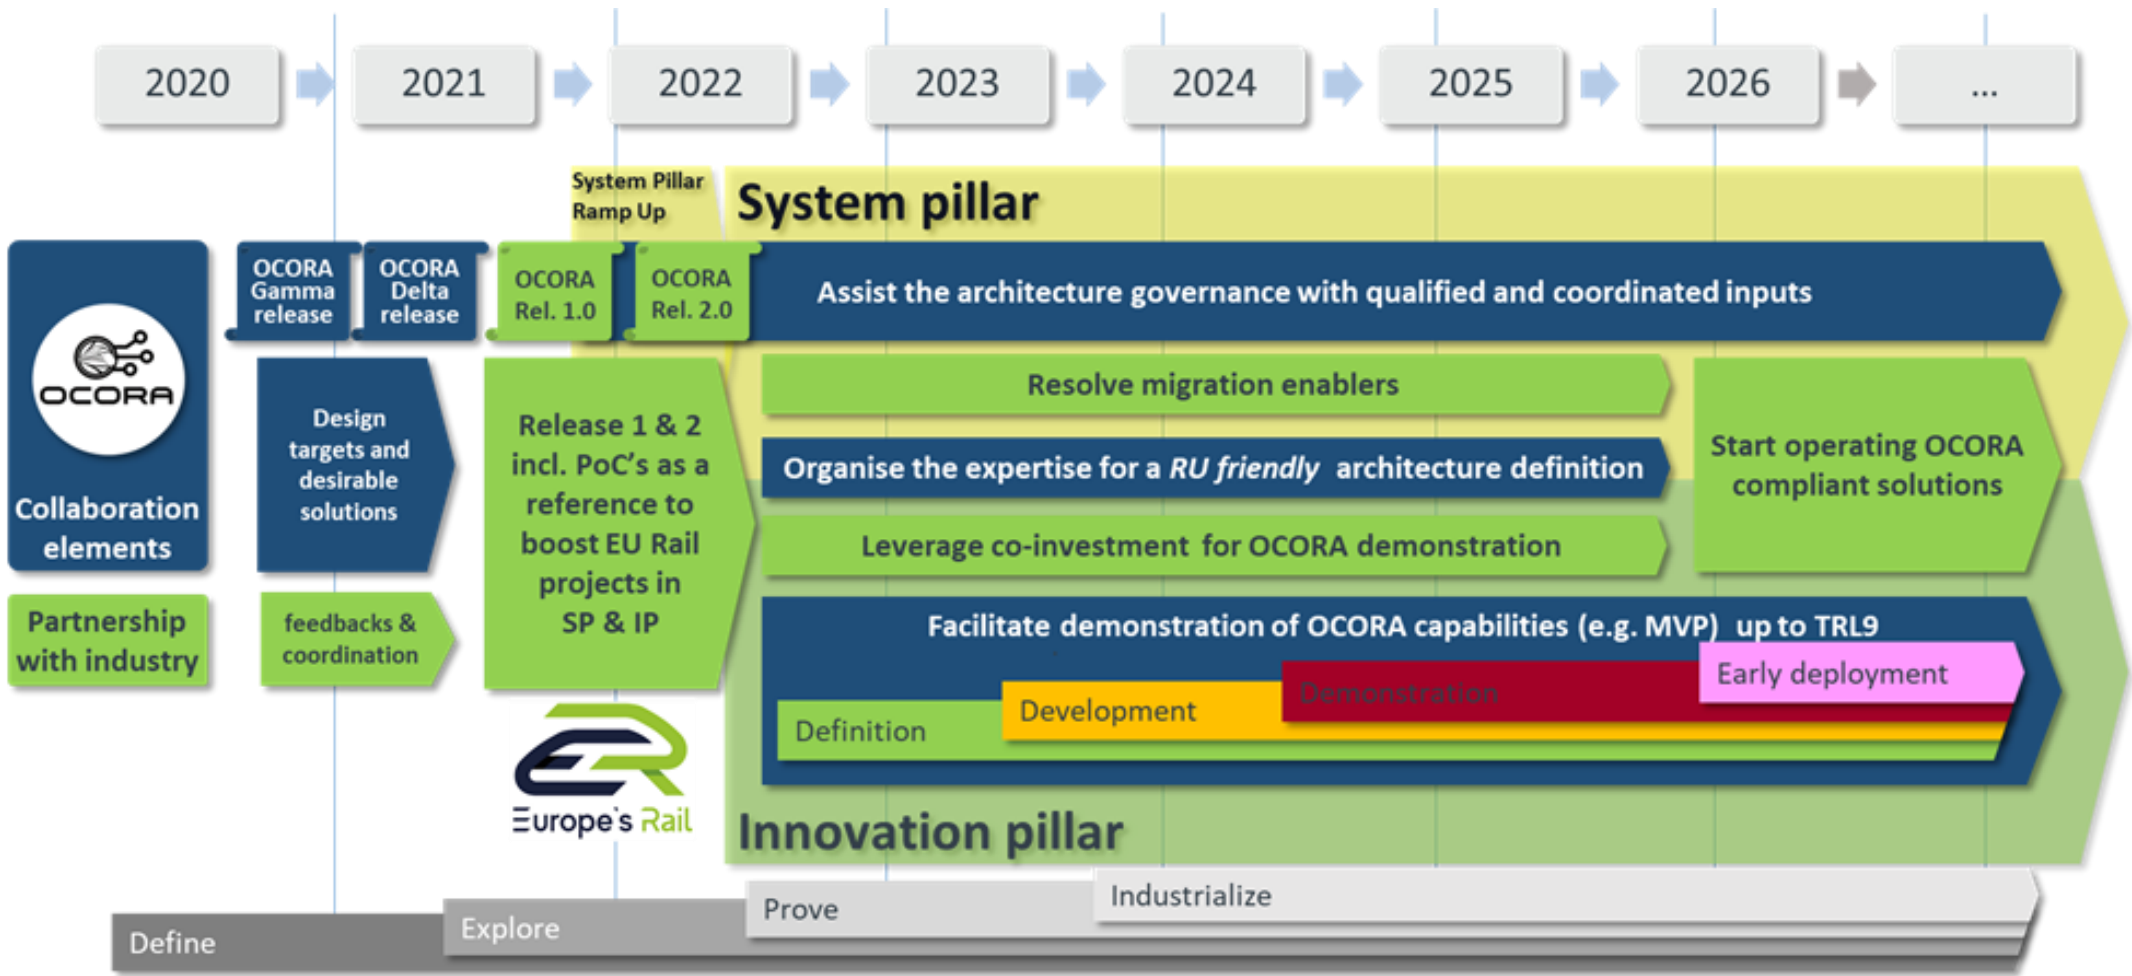 2020
2021
2022
2023
2024
2025
2026
...
System Pillar
Ramp Up
System pillar
OCORA
Gamma
release
OCORA
Delta
release
OCORA
Rel. 1.0
OCORA
Rel. 2.0
Assist the architecture governance with qualified and coordinated inputs
OCORA
Collaboration
elements
Partnership
with industry
Design
targets and
desirable
solutions
feedbacks &
coordination
Release 1 & 2
incl. PoC's as a
reference to
boost EU Rail
projects in
SP & IP
Resolve migration enablers
Organise the expertise for a RU friendly architecture definition
Leverage co-investment for OCORA demonstration
Start operating OCORA
compliant solutions
Facilitate demonstration of OCORA capabilities (e.g. MVP) up to TRL9
Early deployment
Demonstration
Development
Definition
Europe's Rail
Innovation pillar
Industrialize
Prove
Explore
Define